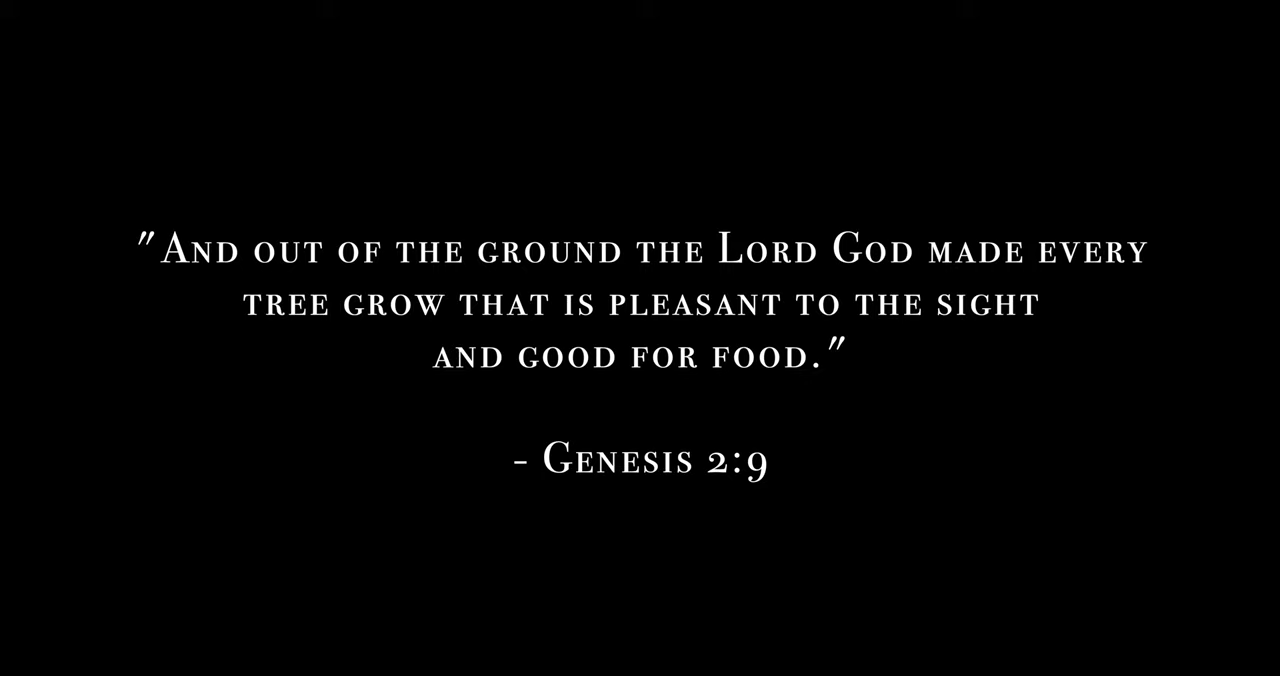 "And out of the ground the Lord God made every
tree grow that is pleasant to the sight
and good for food."
- Genesis 2:9